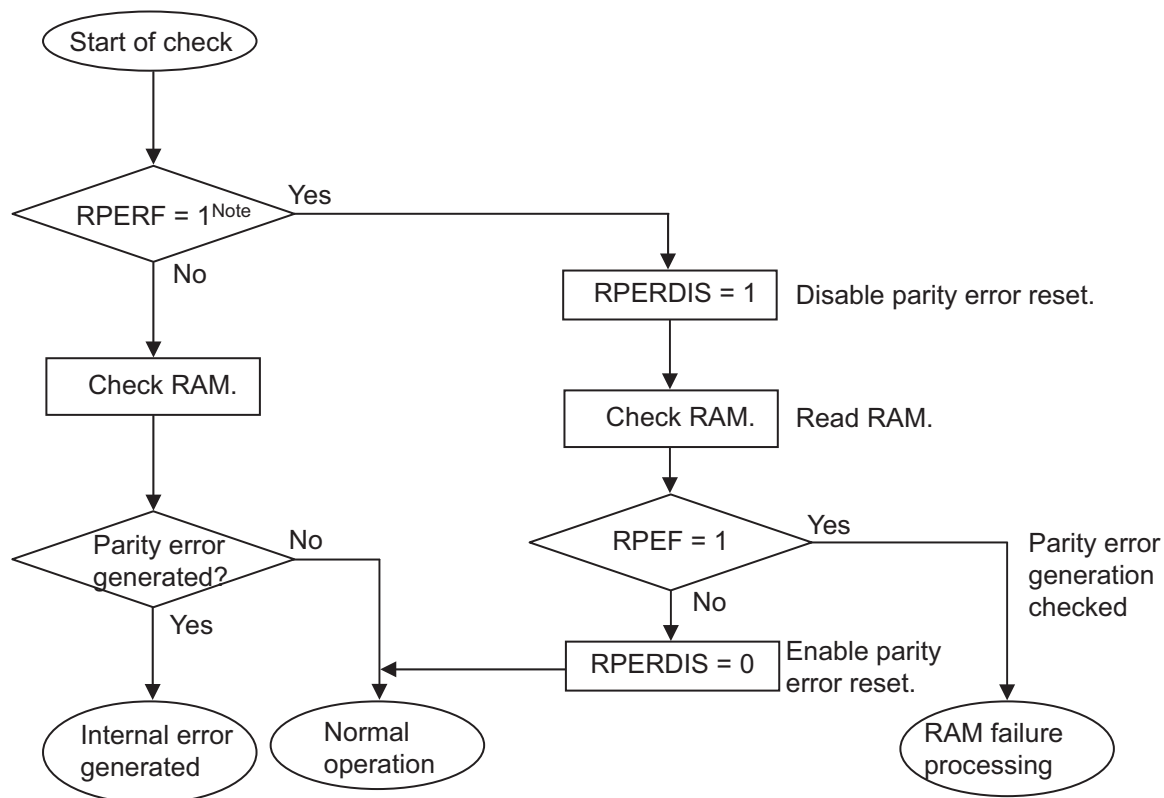 Start of check
RPERF = 1Note
Yes
No
RPERDIS = 1
Disable parity error reset.
Check RAM.
Check RAM.
Read RAM.
Parity error
generated?
No
Yes
RPEF = 1
Yes
No
Parity error
generation
checked
RPERDIS = 0
Enable parity
error reset.
Internal error
generated
Normal
operation
RAM failure
processing